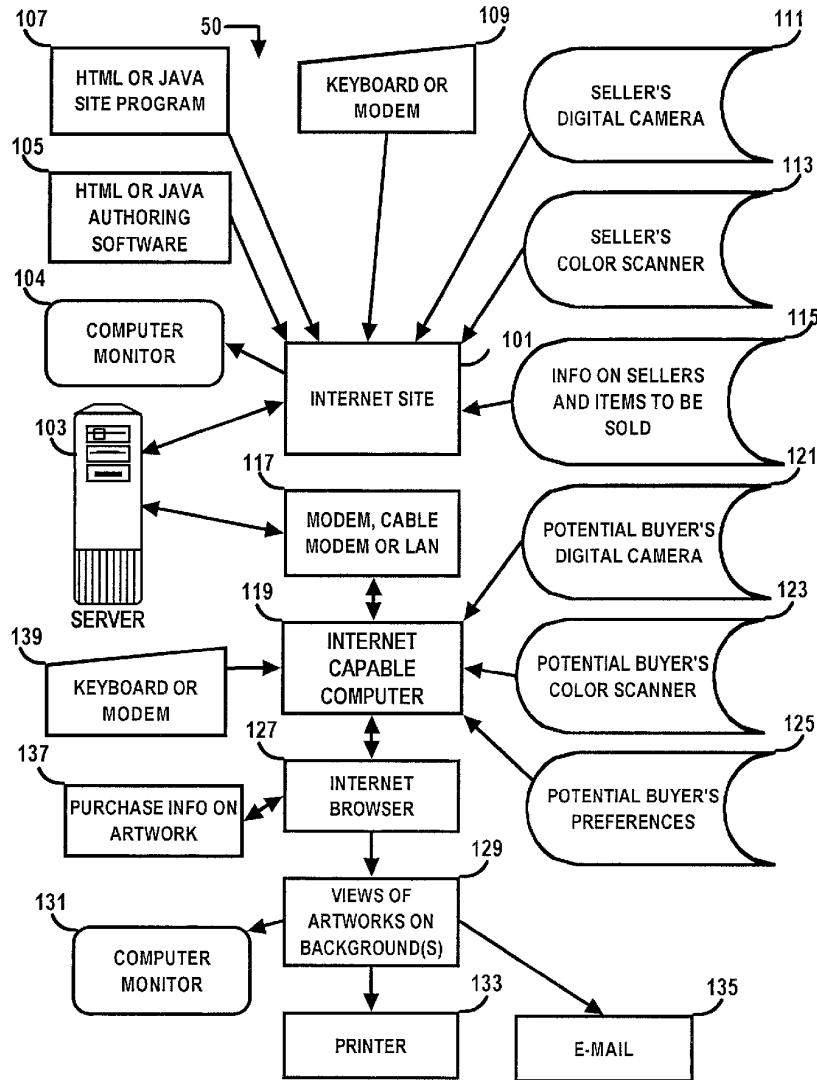 107
50
109
111
HTML OR JAVA
SITE PROGRAM
KEYBOARD OR
MODEM
SELLER'S
DIGITAL CAMERA
105
HTML OR JAVA
AUTHORING
SOFTWARE
113
SELLER'S
COLOR SCANNER
104
COMPUTER
MONITOR
101
INTERNET SITE
115
INFO ON SELLERS
AND ITEMS TO BE
SOLD
103
SERVER
117
MODEM, CABLE
MODEM OR LAN
121
POTENTIAL BUYER'S
DIGITAL CAMERA
119
INTERNET
CAPABLE
COMPUTER
123
POTENTIAL BUYER'S
COLOR SCANNER
139
KEYBOARD OR
MODEM
127
INTERNET
BROWSER
125
POTENTIAL BUYER'S
PREFERENCES
137
PURCHASE INFO ON
ARTWORK
129
VIEWS OF
ARTWORKS ON
BACKGROUND(S)
131
COMPUTER
MONITOR
133
PRINTER
135
E-MAIL